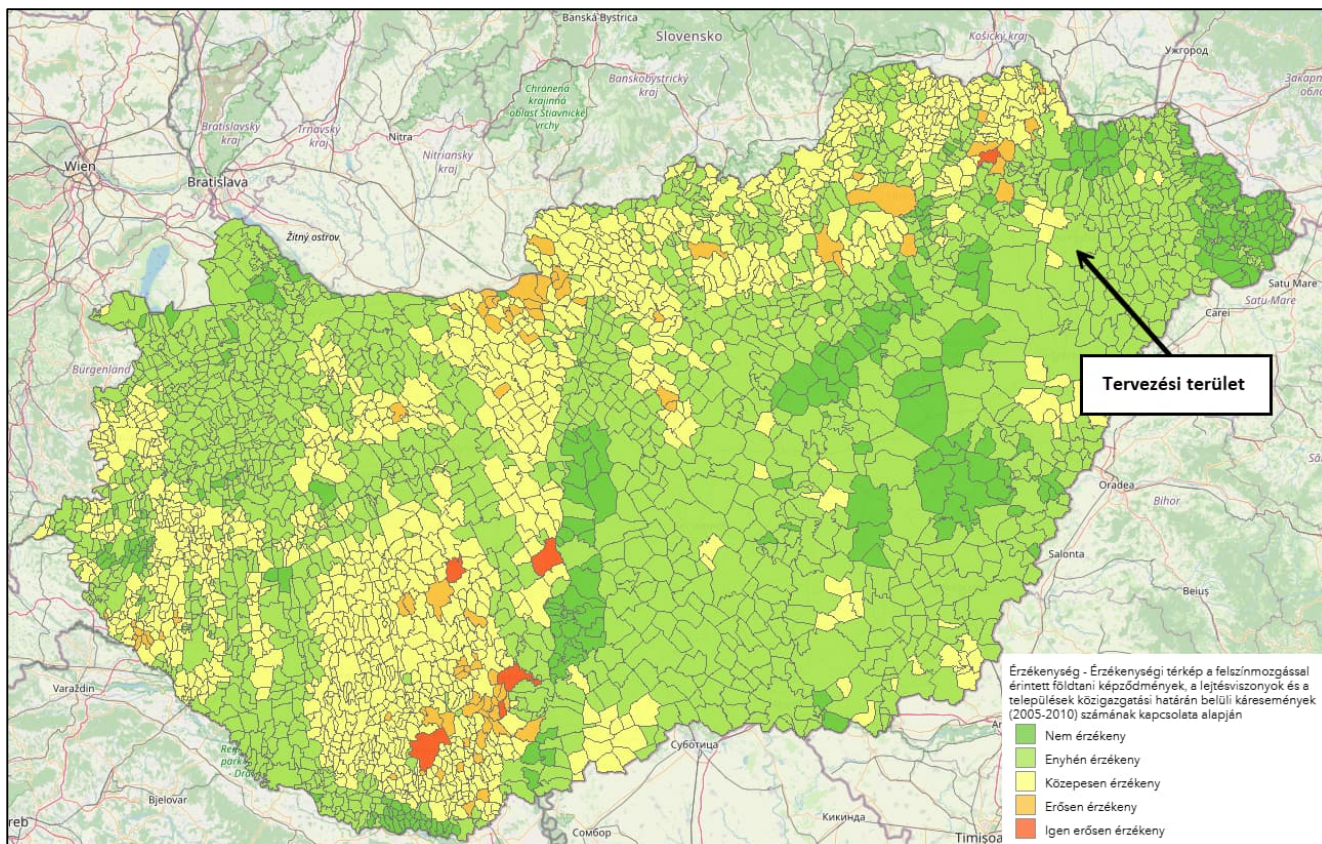 Banská Bystrica
Slovensko
Košický kraj
Ужгород
Закарпа
обла
Chránená
krajinná
oblasť Štiavnické
vrchy
Banskobystrický
kraj
Bratislavský
kraj
Trnavský
kraj
Nitra
Nitriansky
kraj
Wien
Bratislava
Žitný ostrov
Satu Mare
Satu Mare
Carei
Burgenland
Tervezési terület
Oradea
Bihor
Salonta
Beiuș
Varaždin
Суботица
Bjelovar
Сомбор
Кикинда
Timișoa
reb
Érzékenység - Érzékenységi térkép a felszínmozgással
érintett földtani képződmények, a lejtésviszonyok és a
települések közigazgatási határán belüli káresemények
(2005-2010) számának kapcsolata alapján
Nem érzékeny
Enyhén érzékeny
Közepesen érzékeny
Erősen érzékeny
Igen erősen érzékeny